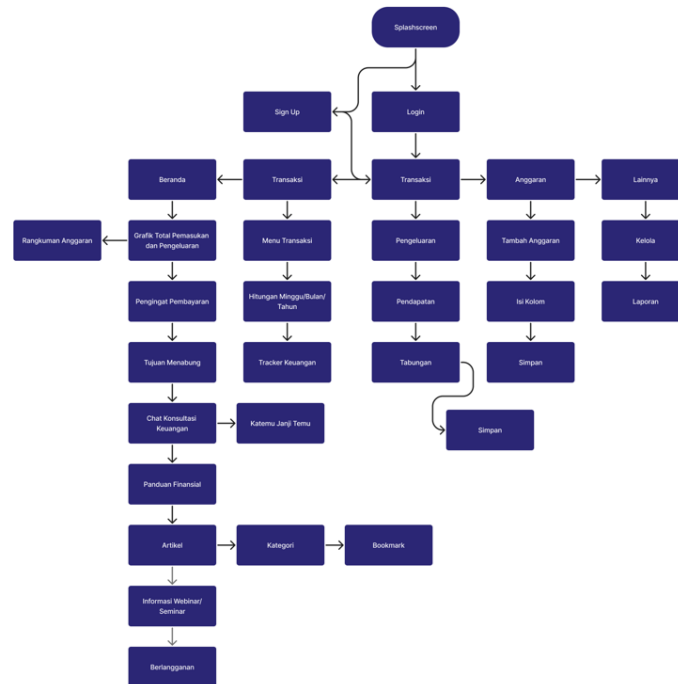 Splashscreen
Sign Up
Login
Beranda
Transaksi
Transaksi
Anggaran
Lainnya
Rangkuman Anggaran
Grafik Total Pemasukan
dan Pengeluaran
Menu Transaksi
Pengeluaran
Tambah Anggaran
Kelola
Pengingat Pembayaran
Hitungan Minggu/Bulan/
Tahun
Pendapatan
Isi Kolom
Laporan
Tujuan Menabung
Tracker Keuangan
Tabungan
Simpan
Chat Konsultasi
Keuangan
Katemu Janji Temu
Simpan
Panduan Finansial
Artikel
Kategori
Bookmark
Informasi Webinar/
Seminar
Berlangganan